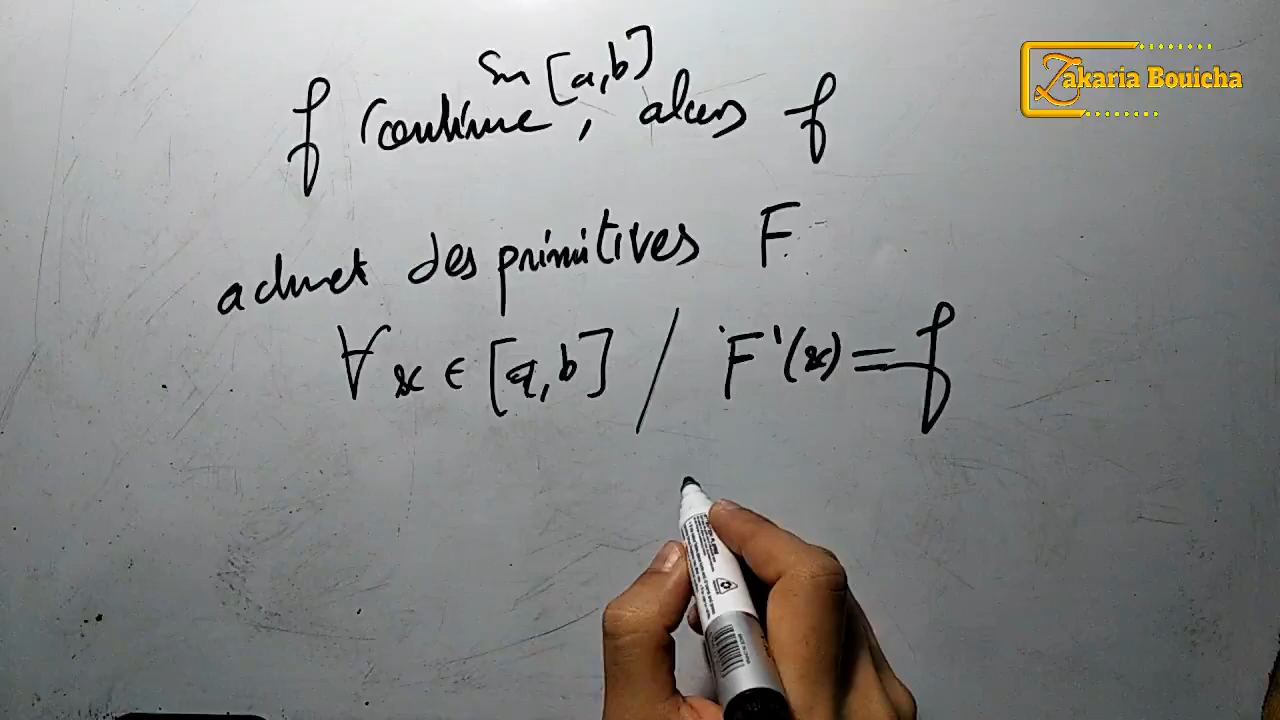 f continue sur [a,b], alors f
admet des primitives F
∀x ∈ [a,b] / F'(x) = f
Zakaria Bouicha